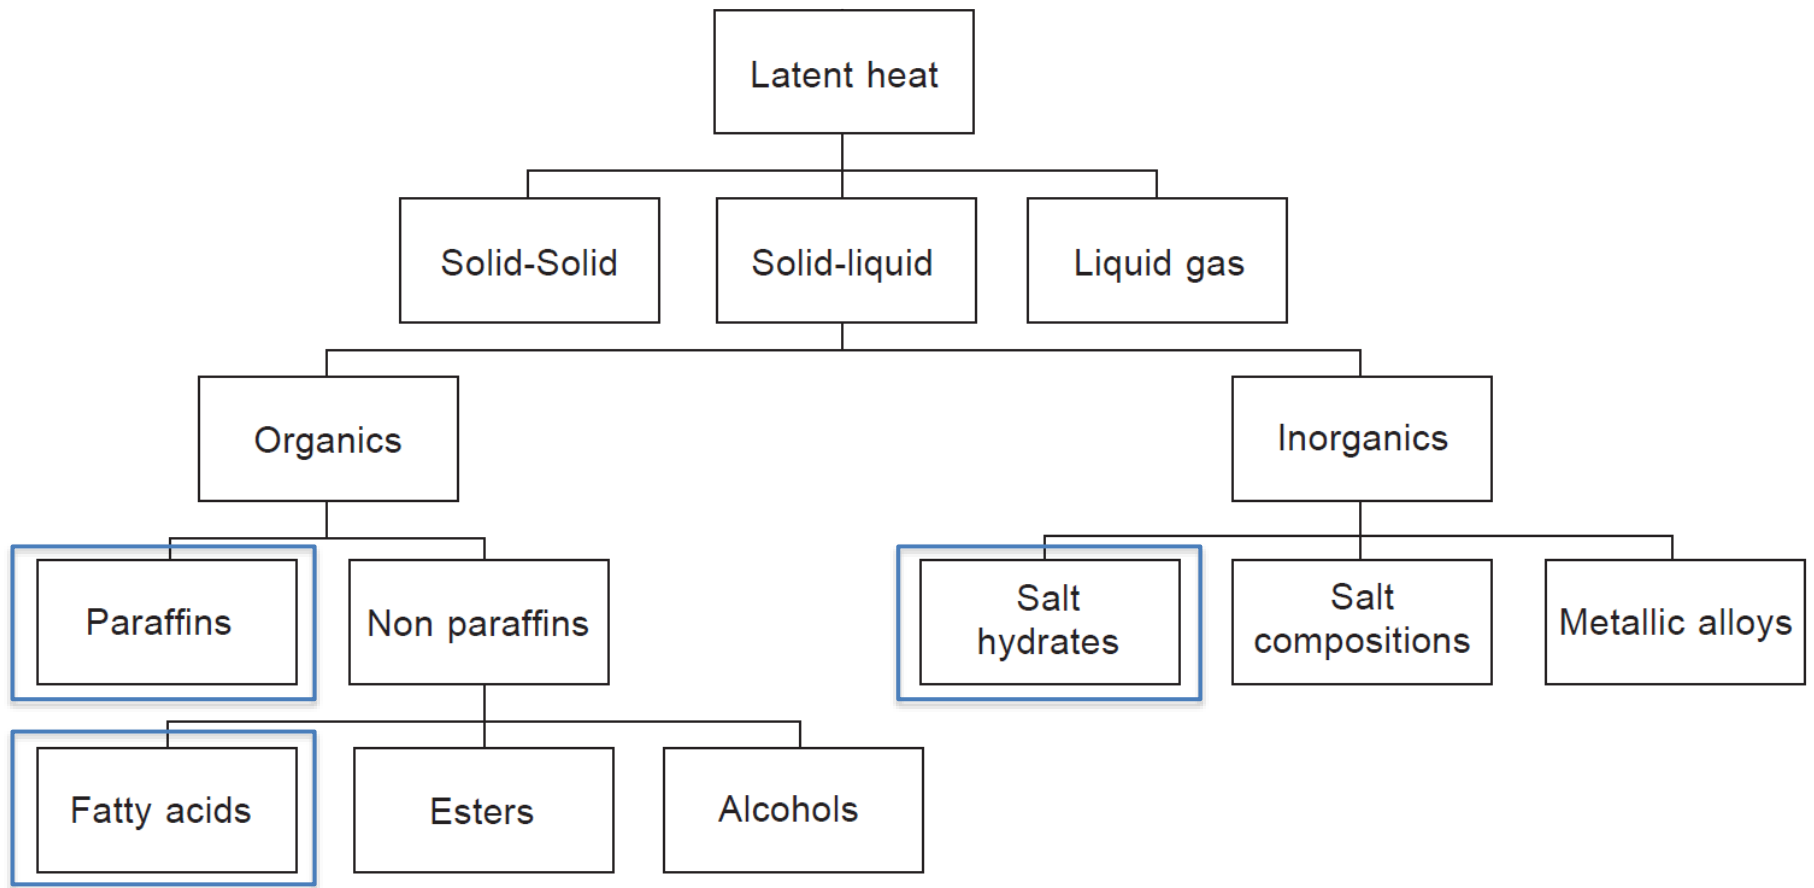 Latent heat
Solid-Solid
Solid-liquid
Liquid gas
Organics
Inorganics
Paraffins
Non paraffins
Salt
hydrates
Salt
compositions
Metallic alloys
Fatty acids
Esters
Alcohols